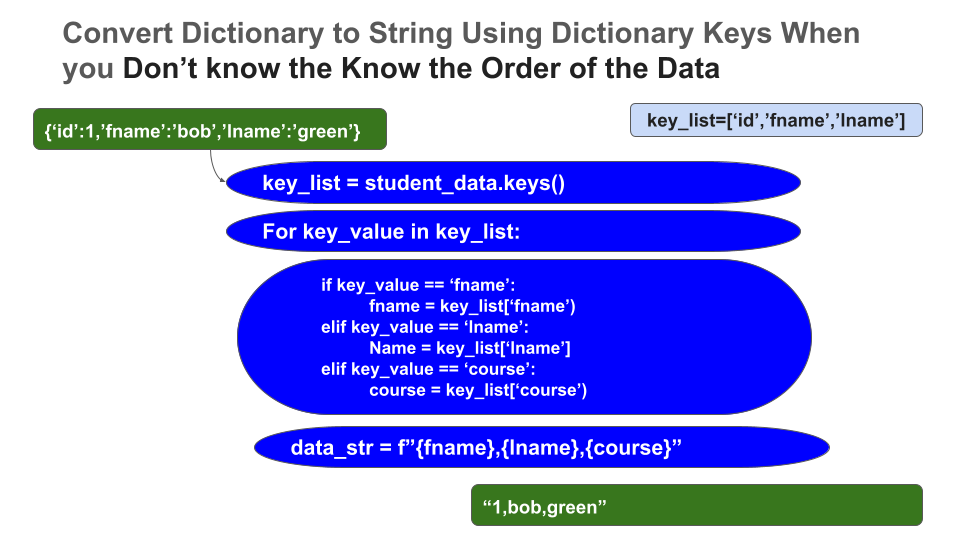 Convert Dictionary to String Using Dictionary Keys When
you Don’t know the Know the Order of the Data
{‘id’:1,’fname’:’bob’,’lname’:’green’}
key_list=[‘id’,’fname’,’lname’]
key_list = student_data.keys()
For key_value in key_list:
if key_value == ‘fname’:
fname = key_list[‘fname’)
elif key_value == ‘lname’:
Name = key_list[‘lname’]
elif key_value == ‘course’:
course = key_list[‘course’)
data_str = f”{fname},{lname},{course}”
“1,bob,green”